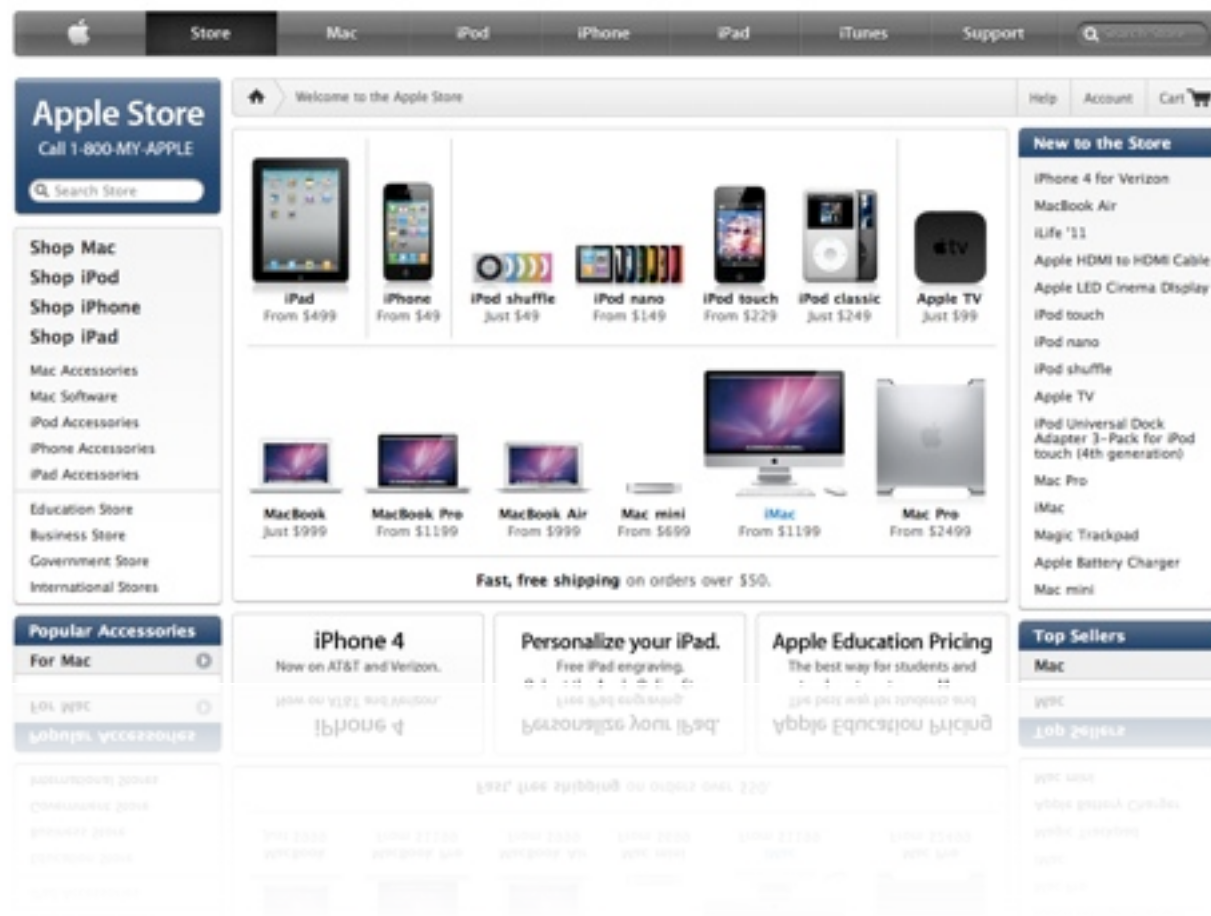 Store
Mac
iPod
iPhone
iPad
iTunes
Support
Search Store
Apple Store
Call 1-800-MY-APPLE
Search Store
Welcome to the Apple Store
Help
Account
Cart
Shop Mac
Shop iPod
Shop iPhone
Shop iPad
Mac Accessories
Mac Software
iPod Accessories
iPhone Accessories
iPad Accessories
Education Store
Business Store
Government Store
International Stores
Popular Accessories
For Mac
iPad
From $499
iPhone
From $49
iPod shuffle
Just $49
iPod nano
From $149
iPod touch
From $229
iPod classic
Just $249
tv
Apple TV
Just $99
MacBook
Just $999
MacBook Pro
From $1199
MacBook Air
From $999
Mac mini
From $699
iMac
From $1199
Mac Pro
From $2499
Fast, free shipping on orders over $50.
iPhone 4
Now on AT&T and Verizon.
Personalize your iPad.
Free iPad engraving.
Apple Education Pricing
The best way for students and
New to the Store
iPhone 4 for Verizon
MacBook Air
iLife '11
Apple HDMI to HDMI Cable
Apple LED Cinema Display
iPod touch
iPod nano
iPod shuffle
Apple TV
iPod Universal Dock
Adapter 3-Pack for iPod
touch (4th generation)
Mac Pro
iMac
Magic Trackpad
Apple Battery Charger
Mac mini
Top Sellers
Mac